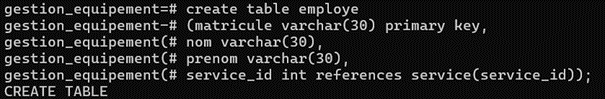 gestion_equipement=# create table employe
gestion_equipement-# (matricule varchar(30) primary key,
gestion_equipement(# nom varchar(30),
gestion_equipement(# prenom varchar(30),
gestion_equipement(# service_id int references service(service_id));
CREATE TABLE